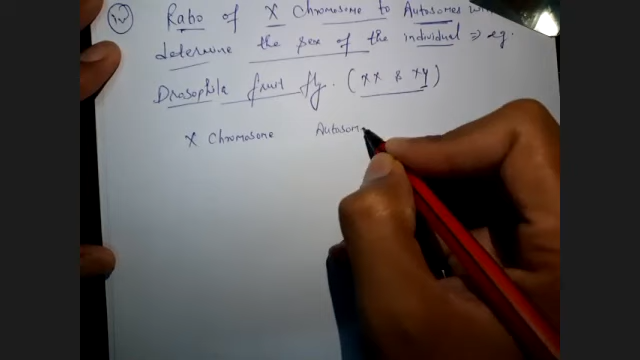 iv) Ratio of X Chromosome to Autosomes
determine the sex of the individual ⇒ eg.
Drosophila fruit fly. (XX & XY)
X Chromosome Autosom